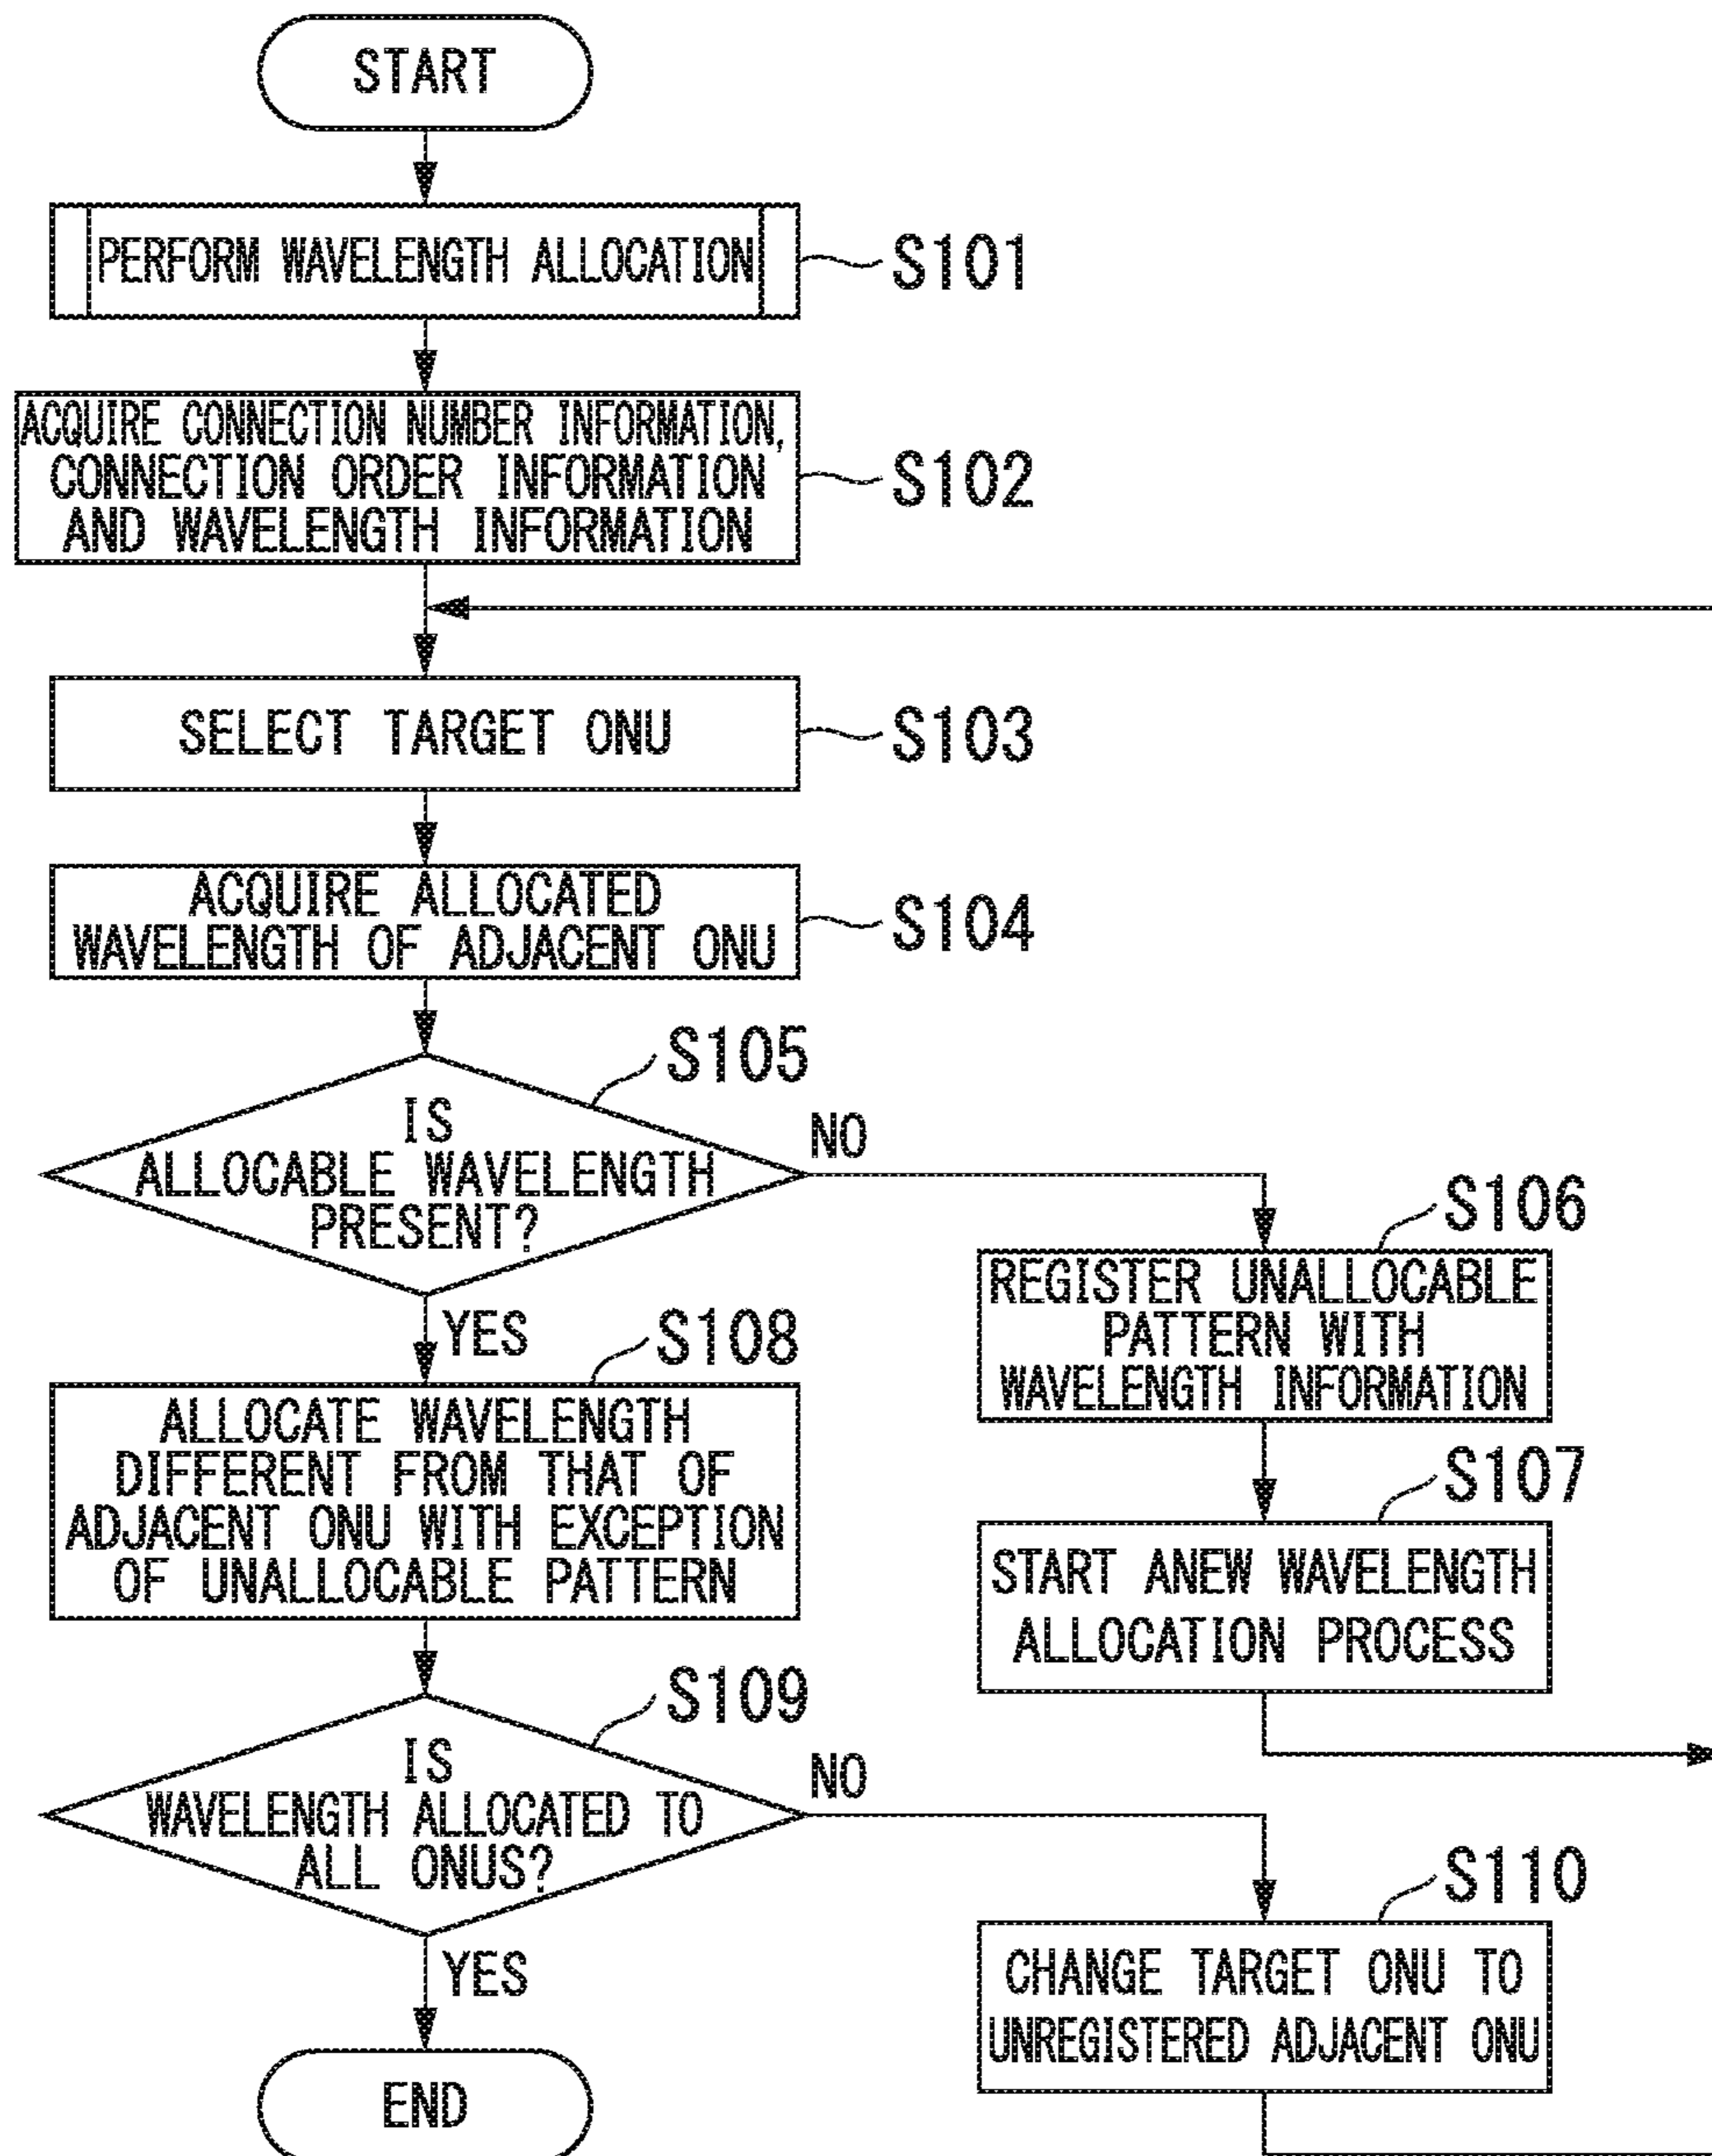 START
PERFORM WAVELENGTH ALLOCATION
S101
ACQUIRE CONNECTION NUMBER INFORMATION,
CONNECTION ORDER INFORMATION
AND WAVELENGTH INFORMATION
S102
SELECT TARGET ONU
S103
ACQUIRE ALLOCATED
WAVELENGTH OF ADJACENT ONU
S104
S105
IS
ALLOCABLE WAVELENGTH
PRESENT?
NO
YES
S106
REGISTER UNALLOCABLE
PATTERN WITH
WAVELENGTH INFORMATION
S107
START ANEW WAVELENGTH
ALLOCATION PROCESS
S108
ALLOCATE WAVELENGTH
DIFFERENT FROM THAT OF
ADJACENT ONU WITH EXCEPTION
OF UNALLOCABLE PATTERN
S109
IS
WAVELENGTH ALLOCATED TO
ALL ONUS?
NO
YES
S110
CHANGE TARGET ONU TO
UNREGISTERED ADJACENT ONU
END